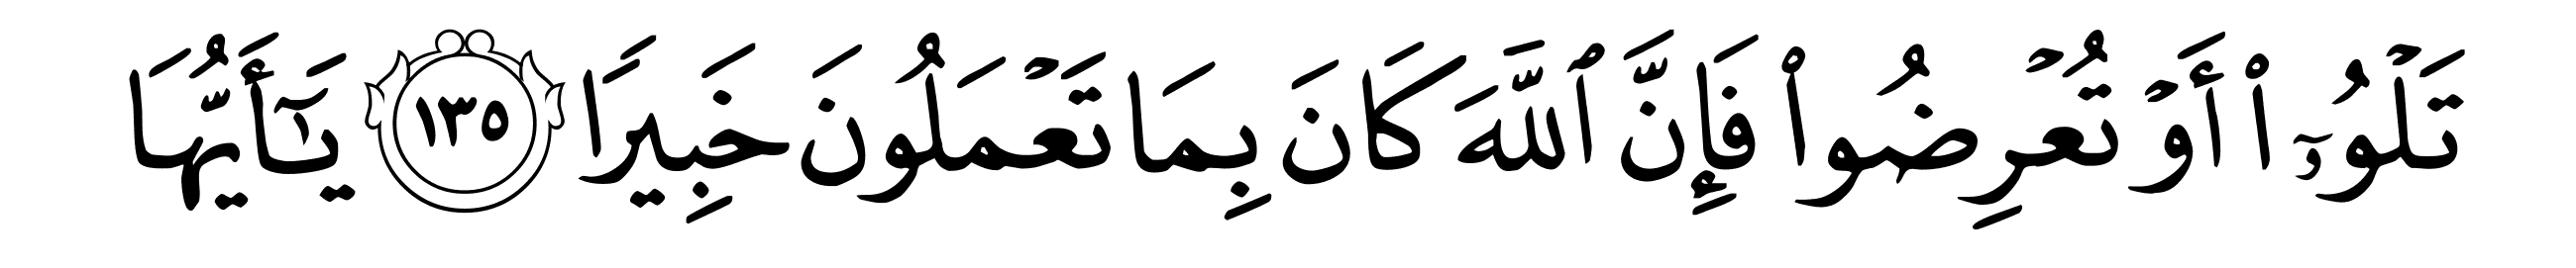 تَلۡوُۥٓاْ أَوۡ تُعۡرِضُواْ فَإِنَّ ٱللَّهَ كَانَ بِمَا تَعۡمَلُونَ خَبِيرٗا ١٣٥ يَٰٓأَيُّهَا